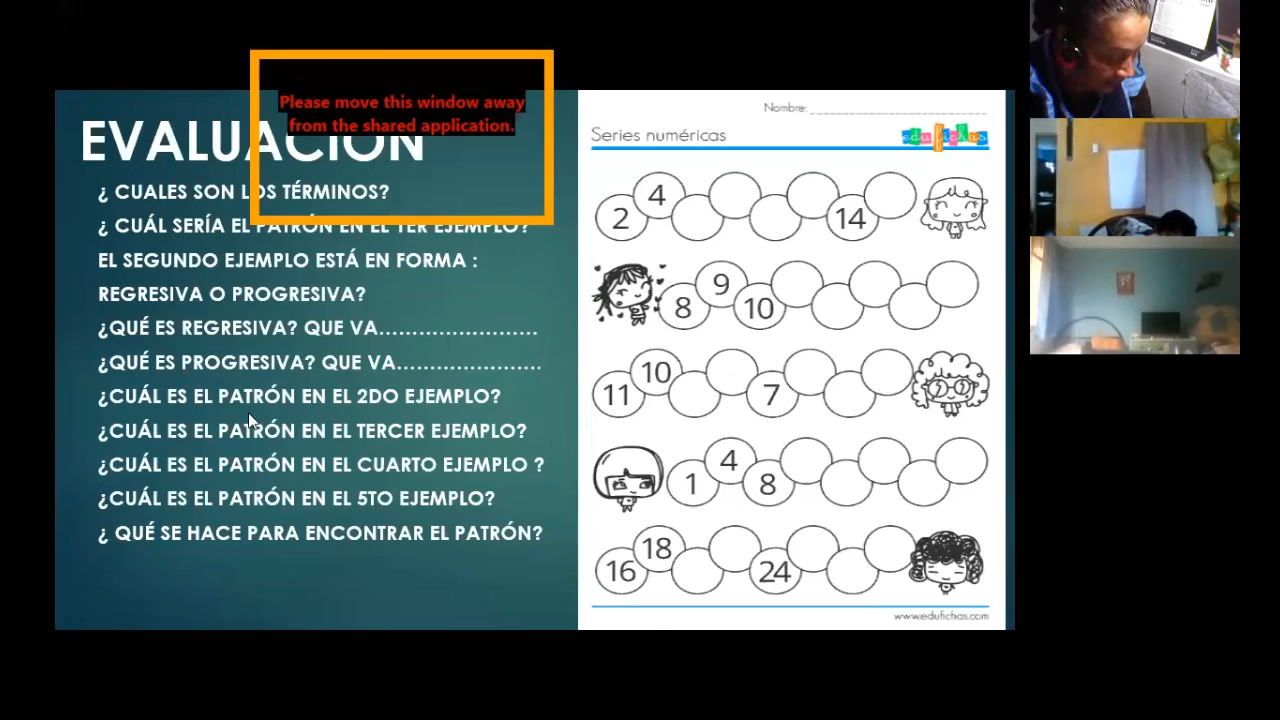 Please move this window away
from the shared application.
EVALUACIÓN
¿ CUALES SON LOS TÉRMINOS?
¿ CUÁL SERÍA EL PATRÓN EN EL 1ER EJEMPLO?
EL SEGUNDO EJEMPLO ESTÁ EN FORMA :
REGRESIVA O PROGRESIVA?
¿QUÉ ES REGRESIVA? QUE VA……………………
¿QUÉ ES PROGRESIVA? QUE VA………………….
¿CUÁL ES EL PATRÓN EN EL 2DO EJEMPLO?
¿CUÁL ES EL PATRÓN EN EL TERCER EJEMPLO?
¿CUÁL ES EL PATRÓN EN EL CUARTO EJEMPLO ?
¿CUÁL ES EL PATRÓN EN EL 5TO EJEMPLO?
¿ QUÉ SE HACE PARA ENCONTRAR EL PATRÓN?
Nombre:
Series numéricas
edufichas
2 4 14
8 9 10
11 10 7
1 4 8
16 18 24
www.edufichas.com